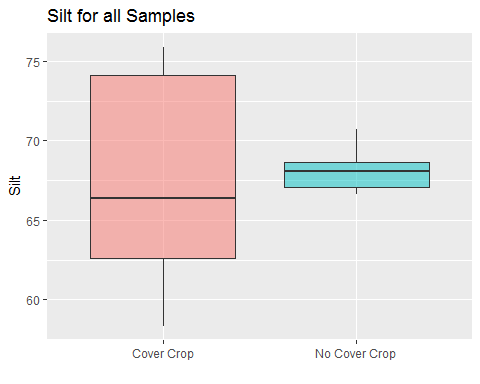 Silt for all Samples
Silt
75
70
65
60
Cover Crop
No Cover Crop